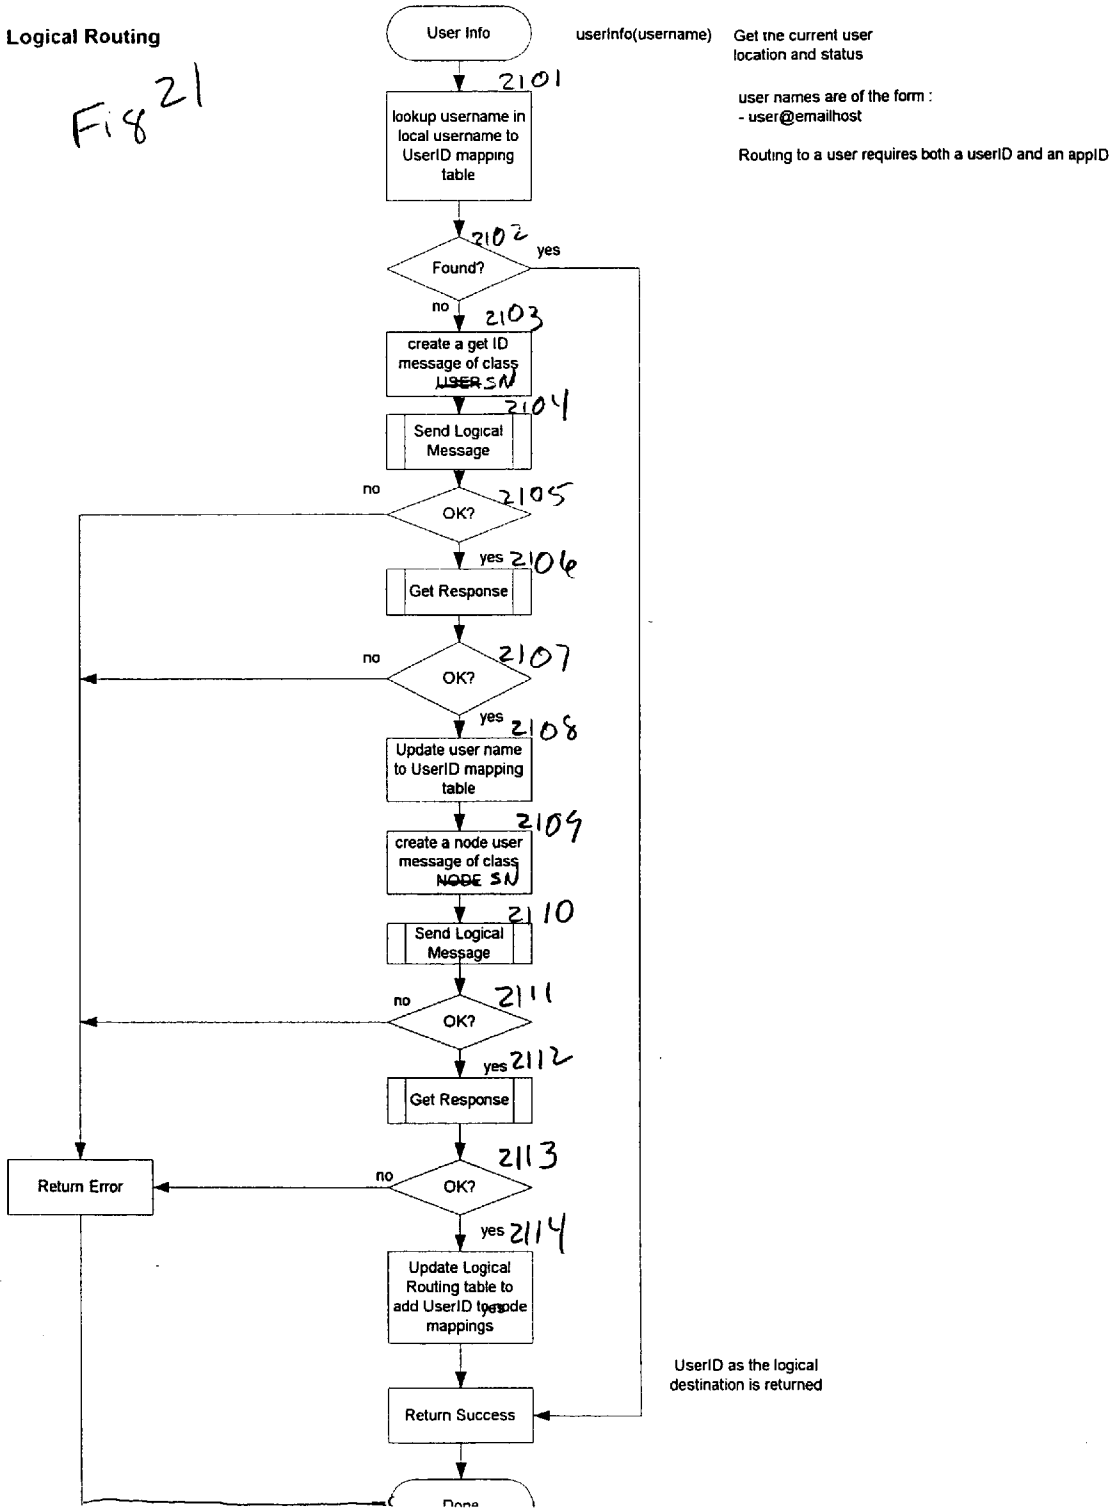 Logical Routing
Fig 21
User Info
userInfo(username)
Get the current user
location and status
user names are of the form :
- user@emailhost
Routing to a user requires both a userID and an appID
2101
lookup username in
local username to
UserID mapping
table
2102
Found?
yes
no
2103
create a get ID
message of class
USER SN
2104
Send Logical
Message
2105
no
OK?
yes 2106
Get Response
2107
no
OK?
yes
2108
Update user name
to UserID mapping
table
2109
create a node user
message of class
NODE SN
2110
Send Logical
Message
2111
no
OK?
yes 2112
Get Response
2113
no
OK?
Return Error
yes 2114
Update Logical
Routing table to
add UserID to node
yes
mappings
UserID as the logical
destination is returned
Return Success
Done